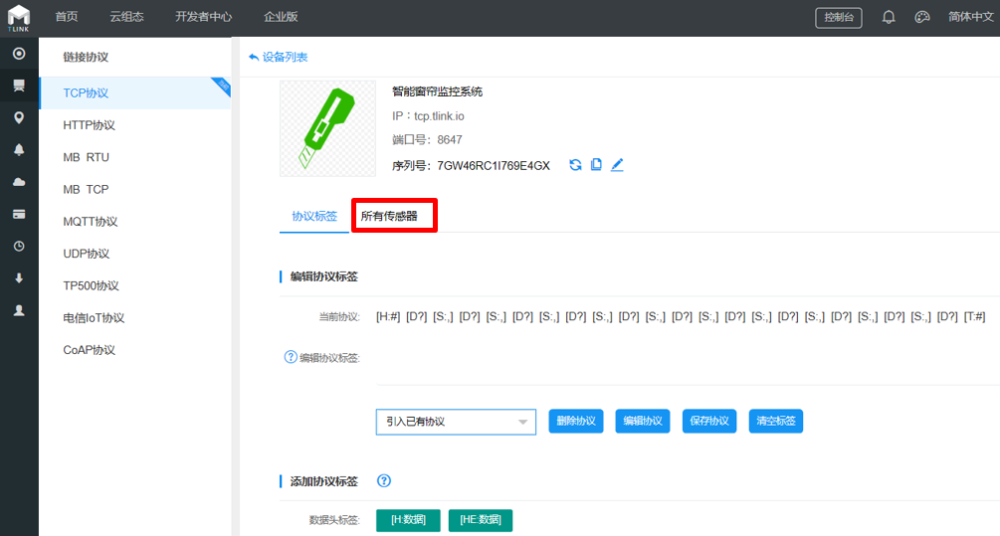 TLINK
首页
云组态
开发者中心
企业版
控制台
简体中文
链接协议
TCP协议
HTTP协议
MB RTU
MB TCP
MQTT协议
UDP协议
TP500协议
电信IoT协议
CoAP协议
设备列表
智能窗帘监控系统
IP：tcp.tlink.io
端口号：8647
序列号：7GW46RC1I769E4GX
协议标签
所有传感器
编辑协议标签
当前协议: [H:#] [D?] [S:,] [D?] [S:,] [D?] [S:,] [D?] [S:,] [D?] [S:,] [D?] [S:,] [D?] [S:,] [D?] [S:,] [D?] [S:,] [D?] [S:,] [D?] [T:#]
? 编辑协议标签:
引入已有协议
删除协议
编辑协议
保存协议
清空标签
添加协议标签 ?
数据头标签: [H:数据] [HE:数据]